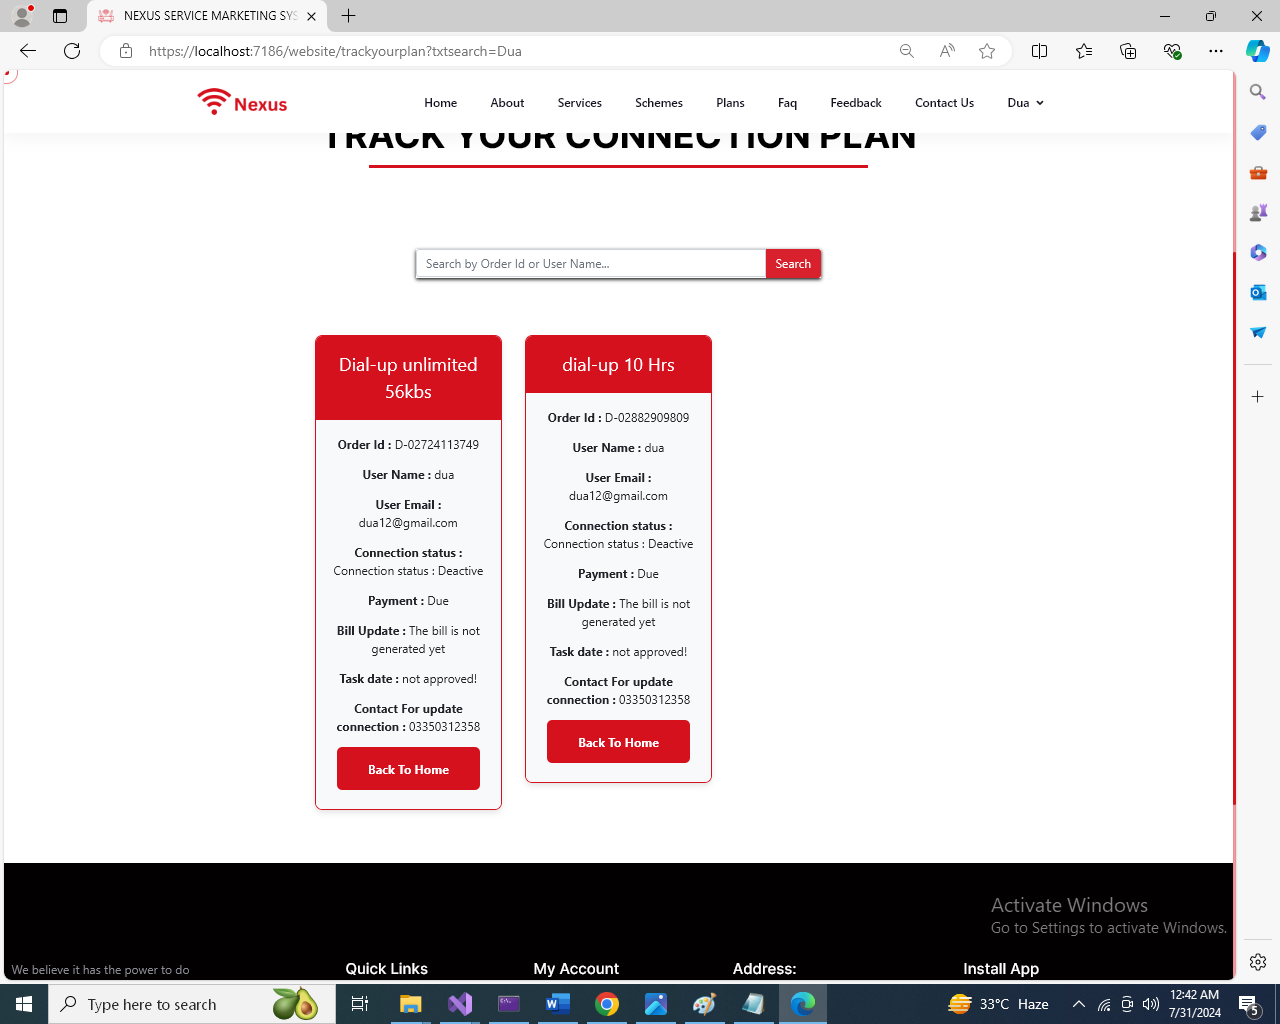 NEXUS SERVICE MARKETING SYS
https://localhost:7186/website/trackyourplan?txtsearch=Dua
Nexus
Home
About
Services
Schemes
Plans
Faq
Feedback
Contact Us
Dua
TRACK YOUR CONNECTION PLAN
Search by Order Id or User Name...
Search
Dial-up unlimited
56kbs
Order Id : D-02724113749
User Name : dua
User Email :
dua12@gmail.com
Connection status :
Connection status : Deactive
Payment : Due
Bill Update : The bill is not
generated yet
Task date : not approved!
Contact For update
connection : 03350312358
Back To Home
dial-up 10 Hrs
Order Id : D-02882909809
User Name : dua
User Email :
dua12@gmail.com
Connection status :
Connection status : Deactive
Payment : Due
Bill Update : The bill is not
generated yet
Task date : not approved!
Contact For update
connection : 03350312358
Back To Home
Activate Windows
Go to Settings to activate Windows.
We believe it has the power to do
Quick Links
My Account
Address:
Install App
Type here to search
33°C Haze
12:42 AM
7/31/2024
5